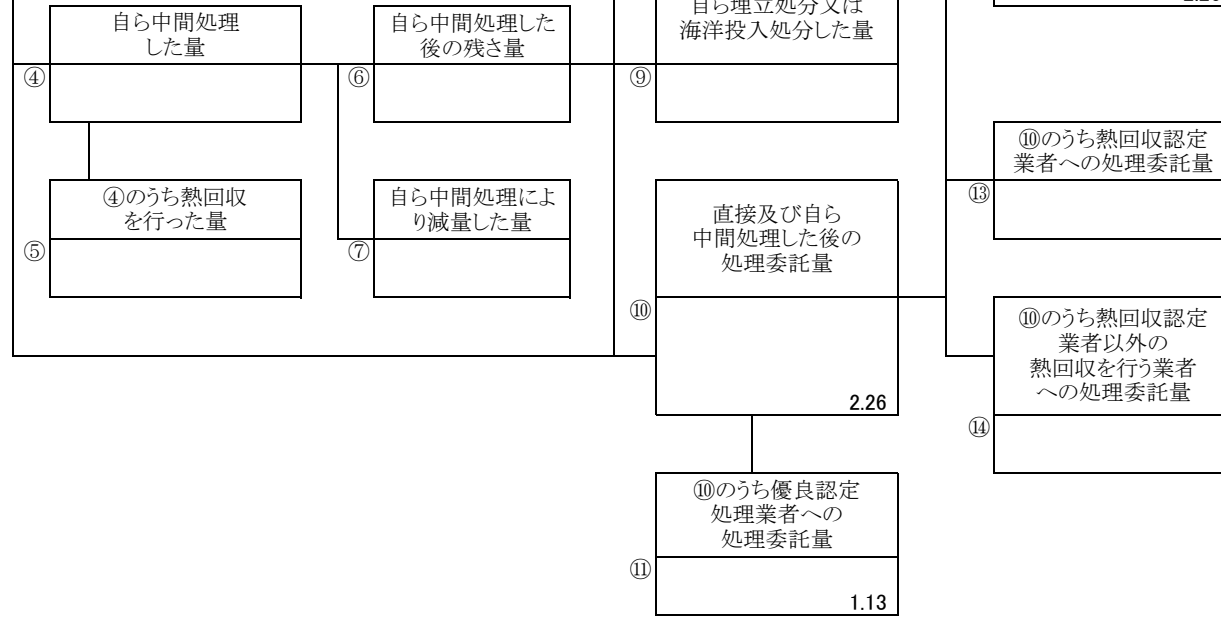 自ら中間処理
した量
④
自ら中間処理した
後の残さ量
⑥
自ら埋立処分又は
海洋投入処分した量
⑨
④のうち熱回収
を行った量
⑤
自ら中間処理によ
り減量した量
⑦
直接及び自ら
中間処理した後の
処理委託量
⑩
2.26
⑩のうち優良認定
処理業者への
処理委託量
⑪
1.13
⑩のうち熱回収認定
業者への処理委託量
⑬
⑩のうち熱回収認定
業者以外の
熱回収を行う業者
への処理委託量
⑭